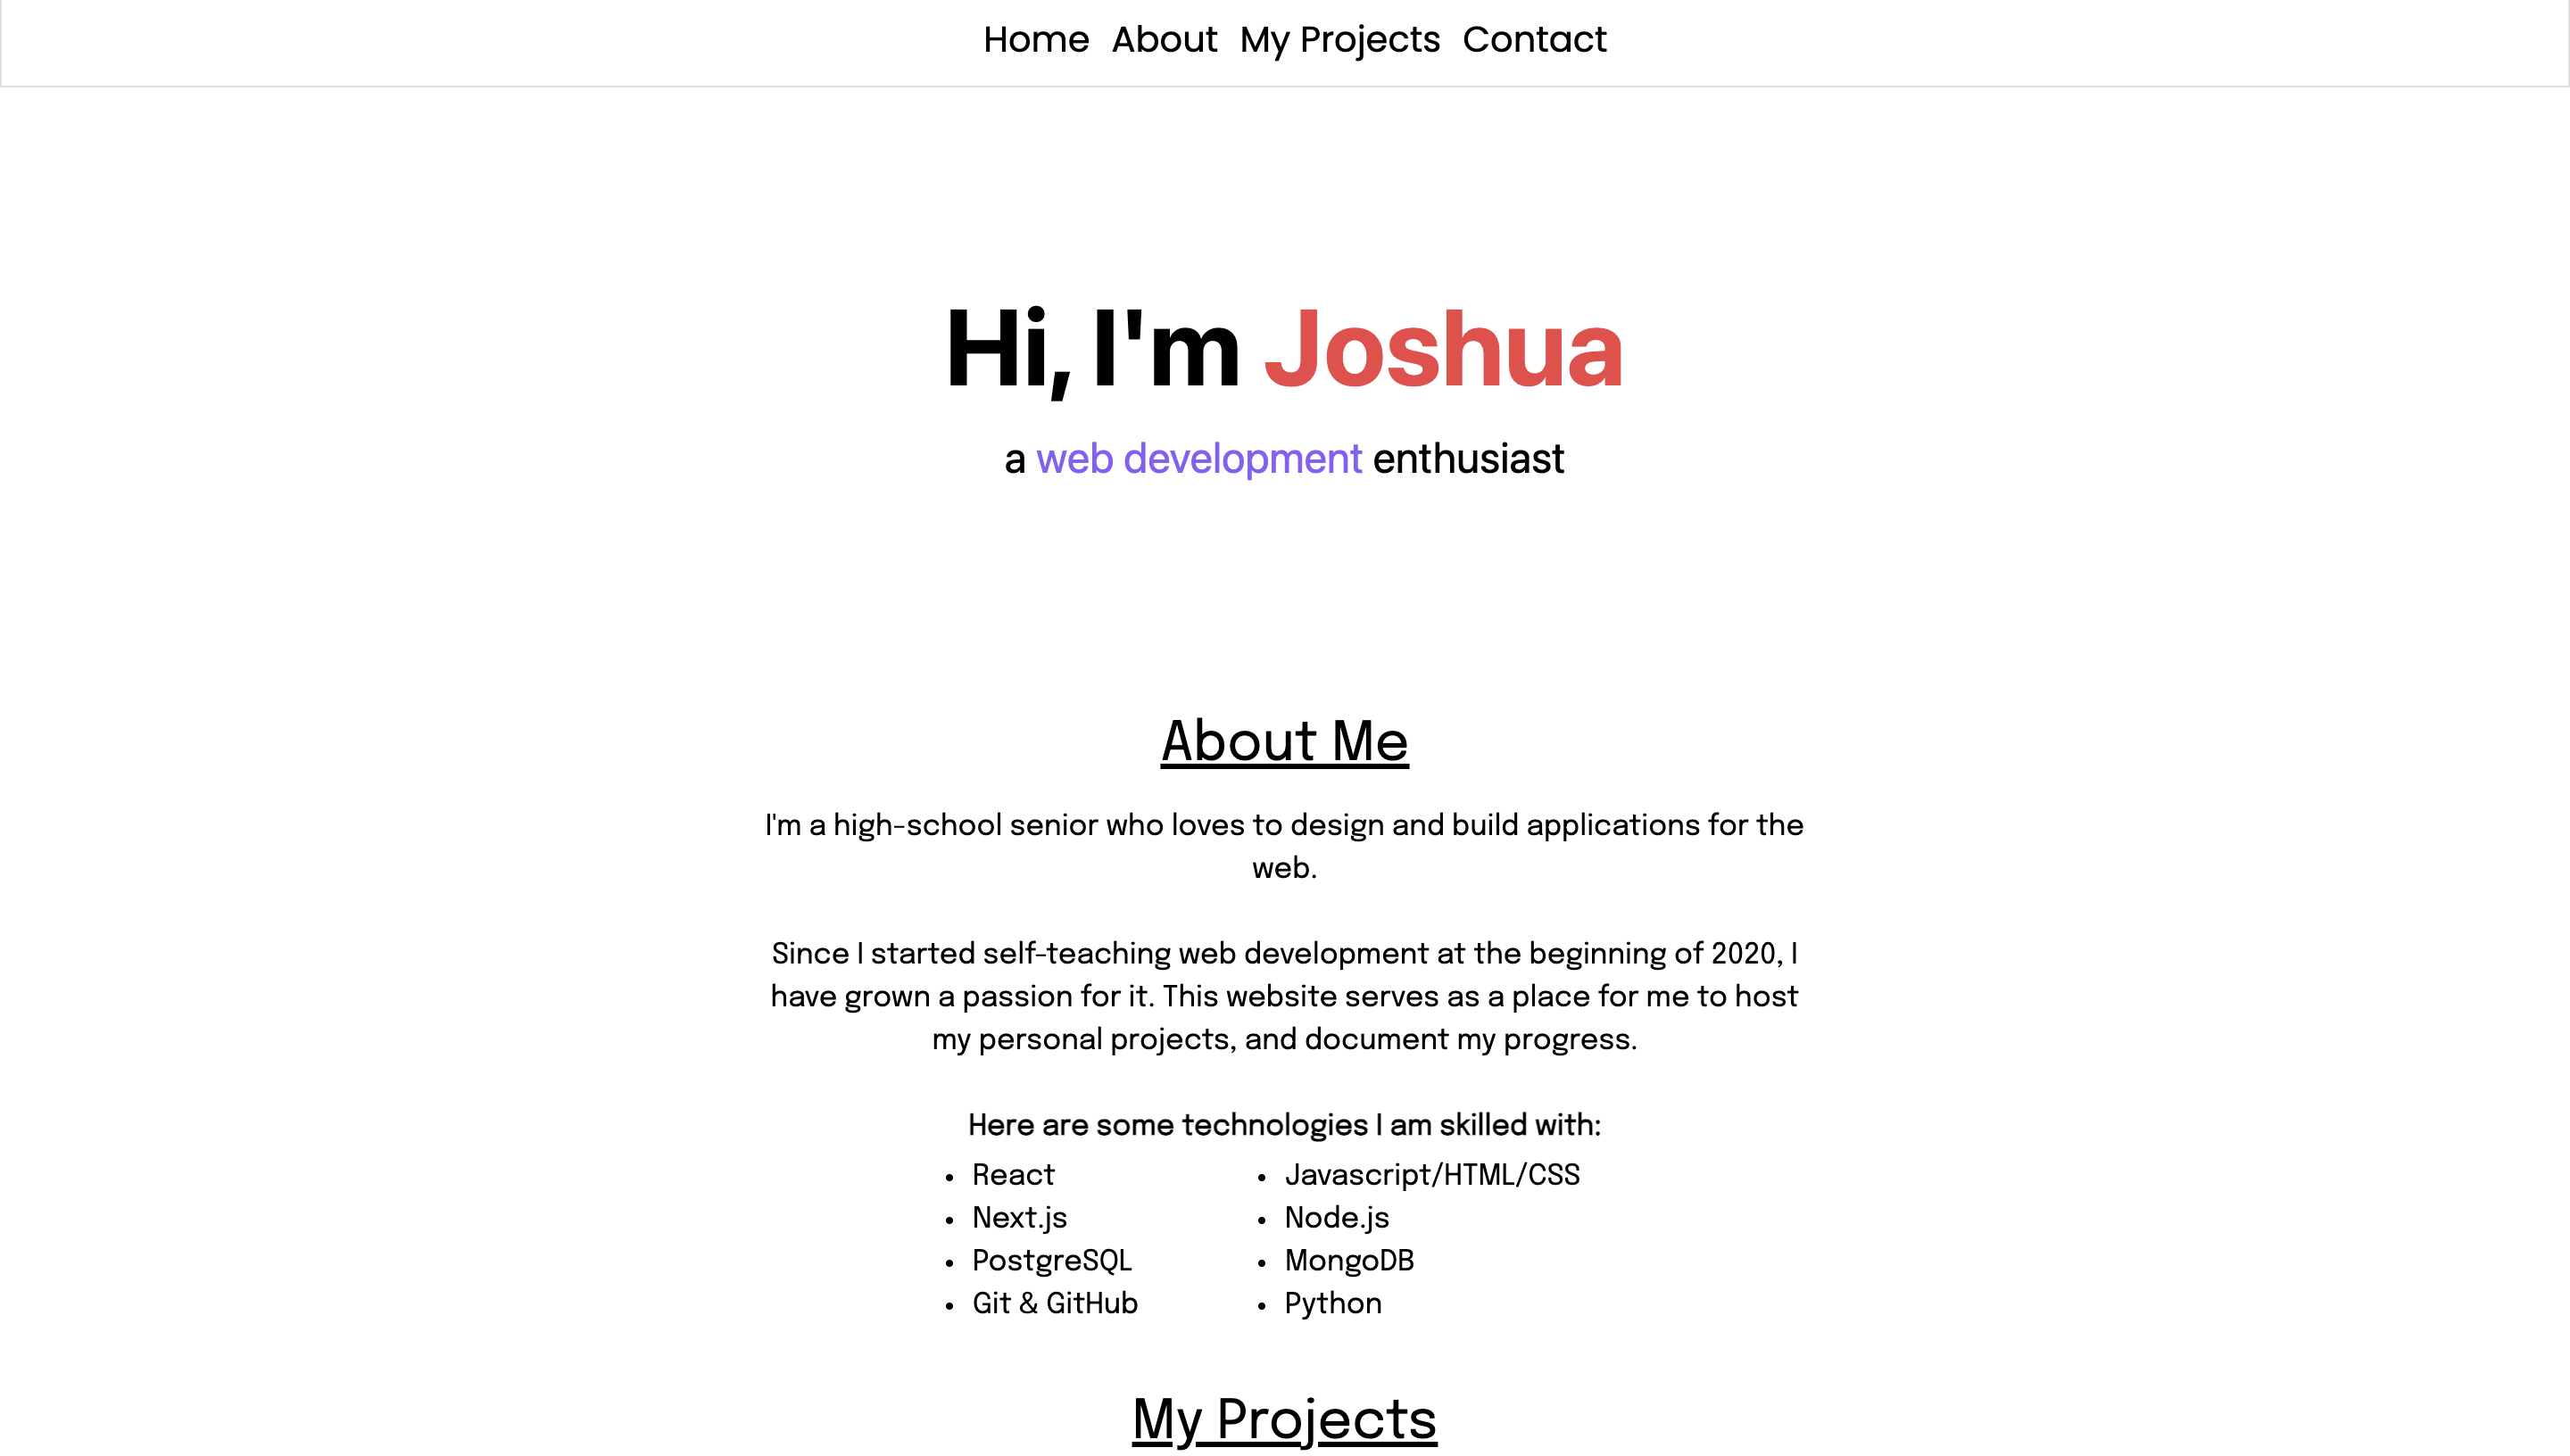 Home About My Projects Contact
Hi, I'm Joshua
a web development enthusiast
About Me
I'm a high-school senior who loves to design and build applications for the
web.
Since I started self-teaching web development at the beginning of 2020, I
have grown a passion for it. This website serves as a place for me to host
my personal projects, and document my progress.
Here are some technologies I am skilled with:
• React
• Next.js
• PostgreSQL
• Git & GitHub
• Javascript/HTML/CSS
• Node.js
• MongoDB
• Python
My Projects